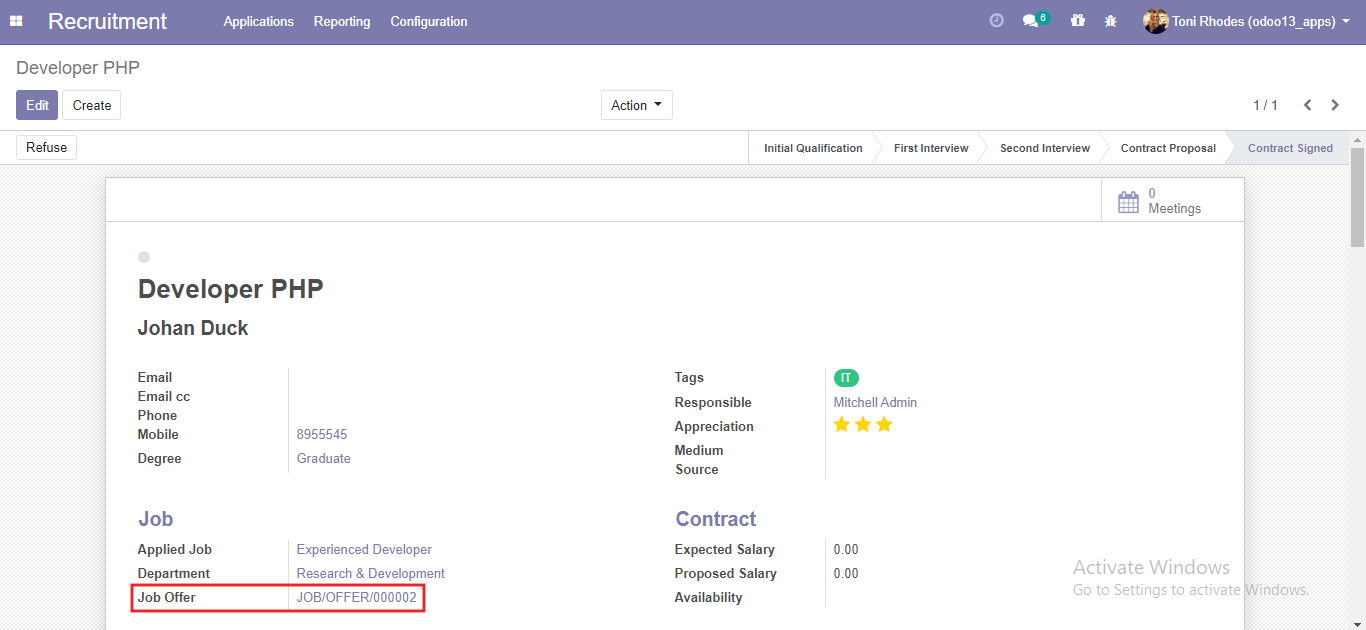 Recruitment Applications Reporting Configuration 8 Toni Rhodes (odoo13_apps)
Developer PHP
Edit Create Action 1 / 1
Refuse Initial Qualification First Interview Second Interview Contract Proposal Contract Signed
0
Meetings
Developer PHP
Johan Duck
Email
Email cc
Phone
Mobile 8955545
Degree Graduate
Tags IT
Responsible Mitchell Admin
Appreciation
Medium
Source
Job
Applied Job Experienced Developer
Department Research & Development
Job Offer JOB/OFFER/000002
Contract
Expected Salary 0.00
Proposed Salary 0.00
Availability
Activate Windows
Go to Settings to activate Windows.